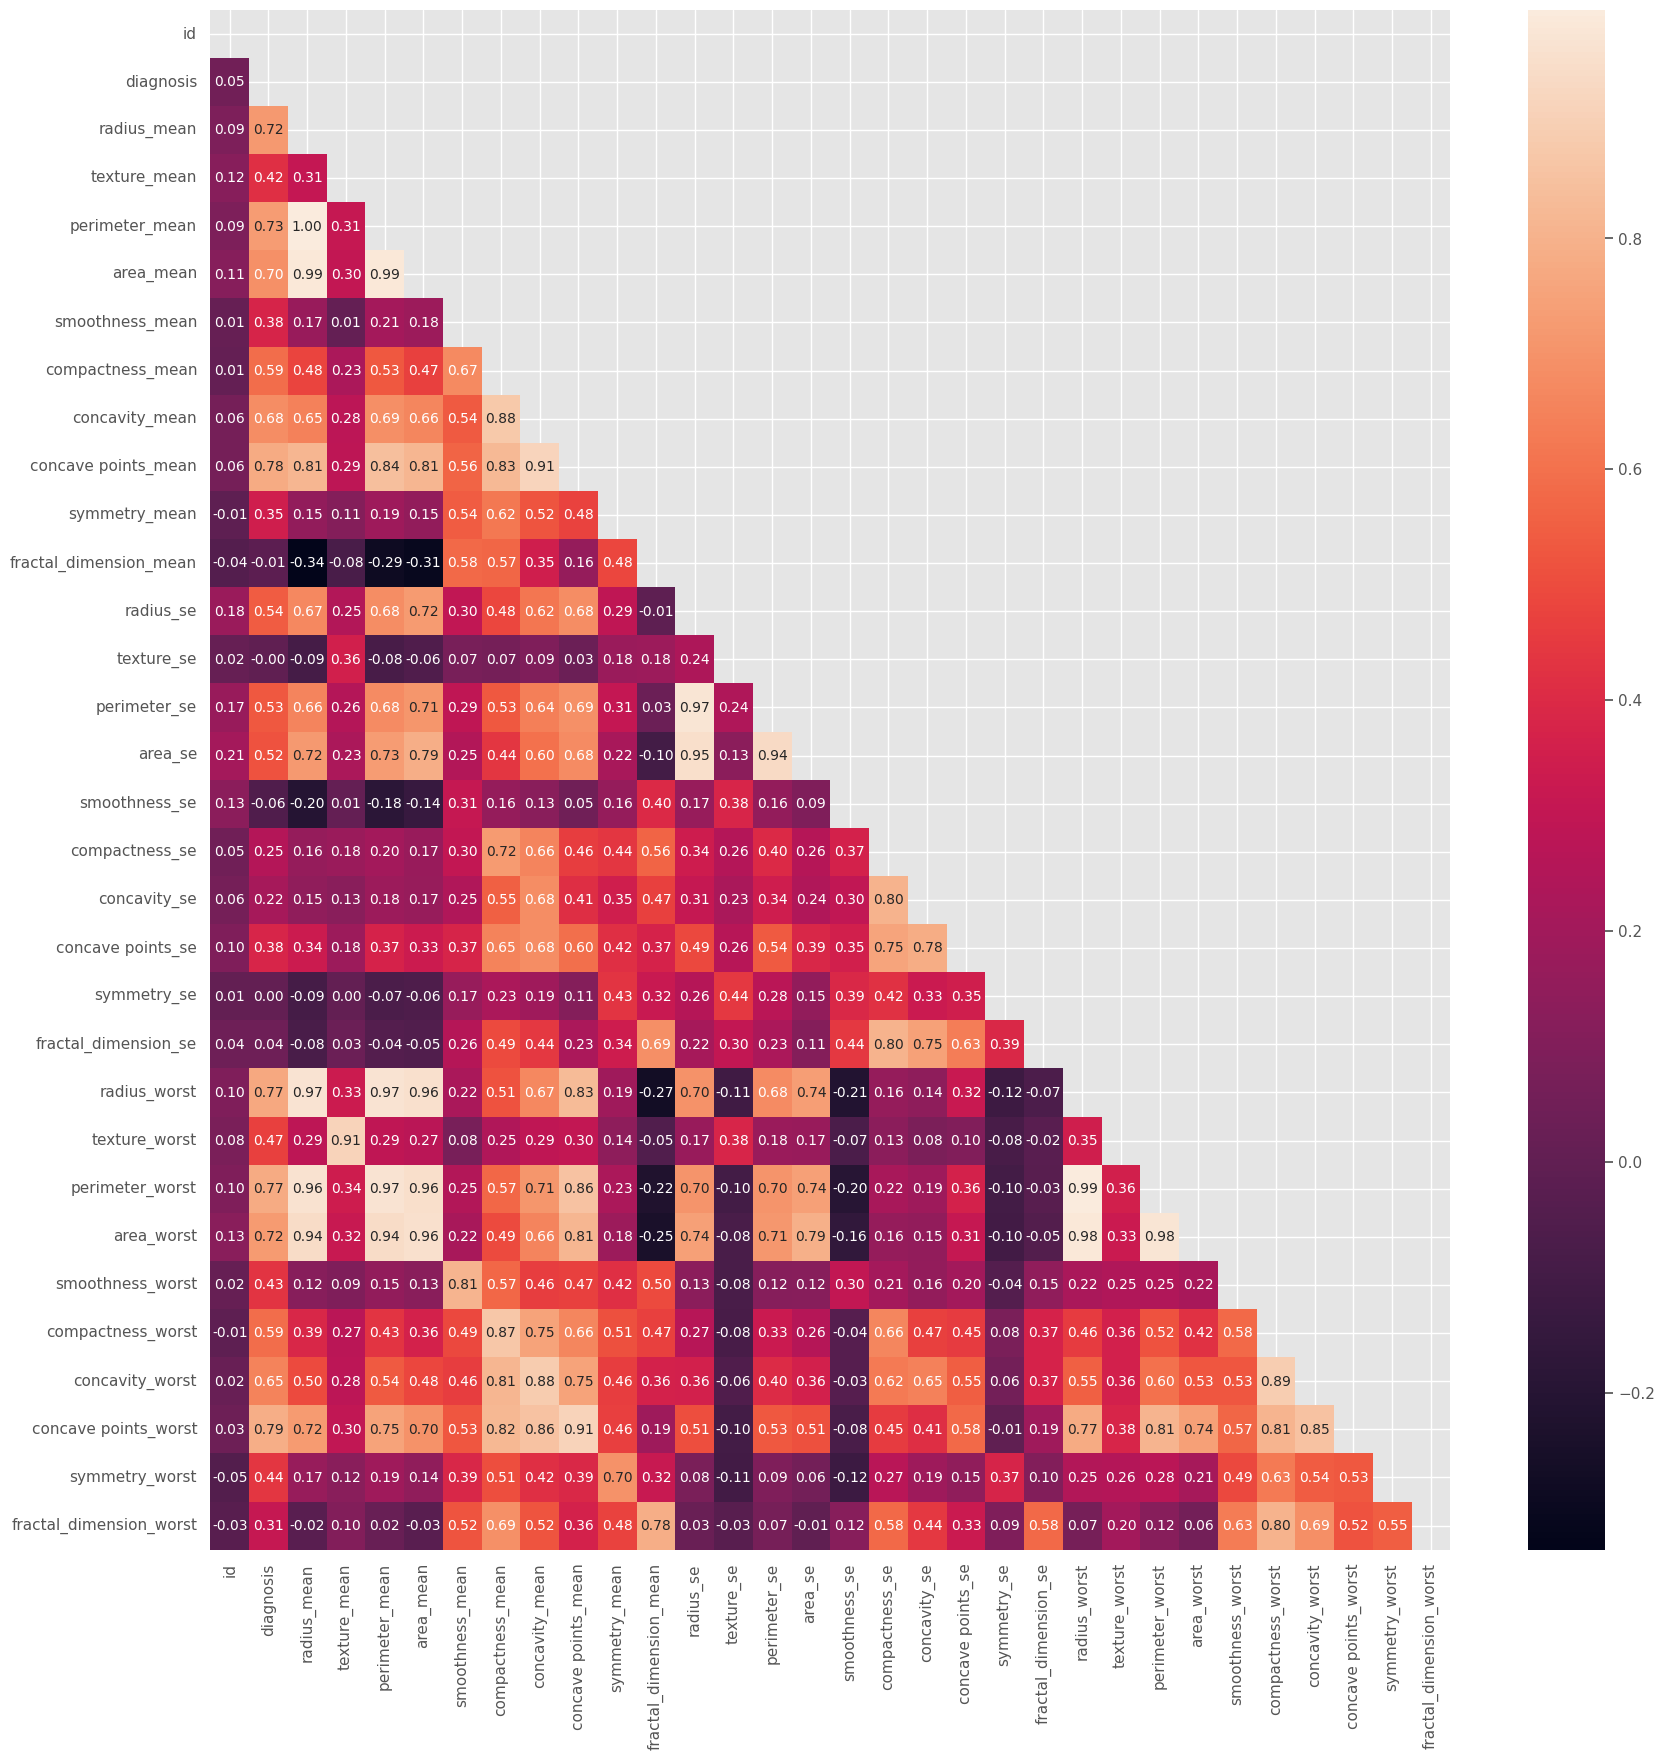 id
diagnosis 0.05
radius_mean 0.09 0.72
texture_mean 0.12 0.42 0.31
perimeter_mean 0.09 0.73 1.00 0.31
area_mean 0.11 0.70 0.99 0.30 0.99
0.8
smoothness_mean 0.01 0.38 0.17 0.01 0.21 0.18
compactness_mean 0.01 0.59 0.48 0.23 0.53 0.47 0.67
concavity_mean 0.06 0.68 0.65 0.28 0.69 0.66 0.54 0.88
concave points_mean 0.06 0.78 0.81 0.29 0.84 0.81 0.56 0.83 0.91
0.6
symmetry_mean -0.01 0.35 0.15 0.11 0.19 0.15 0.54 0.62 0.52 0.48
fractal_dimension_mean -0.04 -0.01 -0.34 -0.08 -0.29 -0.31 0.58 0.57 0.35 0.16 0.48
radius_se 0.18 0.54 0.67 0.25 0.68 0.72 0.30 0.48 0.62 0.68 0.29 -0.01
texture_se 0.02 -0.00 -0.09 0.36 -0.08 -0.06 0.07 0.07 0.09 0.03 0.18 0.18 0.24
perimeter_se 0.17 0.53 0.66 0.26 0.68 0.71 0.29 0.53 0.64 0.69 0.31 0.03 0.97 0.24
0.4
area_se 0.21 0.52 0.72 0.23 0.73 0.79 0.25 0.44 0.60 0.68 0.22 -0.10 0.95 0.13 0.94
smoothness_se 0.13 -0.06 -0.20 0.01 -0.18 -0.14 0.31 0.16 0.13 0.05 0.16 0.40 0.17 0.38 0.16 0.09
compactness_se 0.05 0.25 0.16 0.18 0.20 0.17 0.30 0.72 0.66 0.46 0.44 0.56 0.34 0.26 0.40 0.26 0.37
concavity_se 0.06 0.22 0.15 0.13 0.18 0.17 0.25 0.55 0.68 0.41 0.35 0.47 0.31 0.23 0.34 0.24 0.30 0.80
0.2
concave points_se 0.10 0.38 0.34 0.18 0.37 0.33 0.37 0.65 0.68 0.60 0.42 0.37 0.49 0.26 0.54 0.39 0.35 0.75 0.78
symmetry_se 0.01 0.00 -0.09 0.00 -0.07 -0.06 0.17 0.23 0.19 0.11 0.43 0.32 0.26 0.44 0.28 0.15 0.39 0.42 0.33 0.35
fractal_dimension_se 0.04 0.04 -0.08 0.03 -0.04 -0.05 0.26 0.49 0.44 0.23 0.34 0.69 0.22 0.30 0.23 0.11 0.44 0.80 0.75 0.63 0.39
radius_worst 0.10 0.77 0.97 0.33 0.97 0.96 0.22 0.51 0.67 0.83 0.19 -0.27 0.70 -0.11 0.68 0.74 -0.21 0.16 0.14 0.32 -0.12 -0.07
texture_worst 0.08 0.47 0.29 0.91 0.29 0.27 0.08 0.25 0.29 0.30 0.14 -0.05 0.17 0.38 0.18 0.17 -0.07 0.13 0.08 0.10 -0.08 -0.02 0.35
0.0
perimeter_worst 0.10 0.77 0.96 0.34 0.97 0.96 0.25 0.57 0.71 0.86 0.23 -0.22 0.70 -0.10 0.70 0.74 -0.20 0.22 0.19 0.36 -0.10 -0.03 0.99 0.36
area_worst 0.13 0.72 0.94 0.32 0.94 0.96 0.22 0.49 0.66 0.81 0.18 -0.25 0.74 -0.08 0.71 0.79 -0.16 0.16 0.15 0.31 -0.10 -0.05 0.98 0.33 0.98
smoothness_worst 0.02 0.43 0.12 0.09 0.15 0.13 0.81 0.57 0.46 0.47 0.42 0.50 0.13 -0.08 0.12 0.12 0.30 0.21 0.16 0.20 -0.04 0.15 0.22 0.25 0.25 0.22
compactness_worst -0.01 0.59 0.39 0.27 0.43 0.36 0.49 0.87 0.75 0.66 0.51 0.47 0.27 -0.08 0.33 0.26 -0.04 0.66 0.47 0.45 0.08 0.37 0.46 0.36 0.52 0.42 0.58
concavity_worst 0.02 0.65 0.50 0.28 0.54 0.48 0.46 0.81 0.88 0.75 0.46 0.36 0.36 -0.06 0.40 0.36 -0.03 0.62 0.65 0.55 0.06 0.37 0.55 0.36 0.60 0.53 0.53 0.89
−0.2
concave points_worst 0.03 0.79 0.72 0.30 0.75 0.70 0.53 0.82 0.86 0.91 0.46 0.19 0.51 -0.10 0.53 0.51 -0.08 0.45 0.41 0.58 -0.01 0.19 0.77 0.38 0.81 0.74 0.57 0.81 0.85
symmetry_worst -0.05 0.44 0.17 0.12 0.19 0.14 0.39 0.51 0.42 0.39 0.70 0.32 0.08 -0.11 0.09 0.06 -0.12 0.27 0.19 0.15 0.37 0.10 0.25 0.26 0.28 0.21 0.49 0.63 0.54 0.53
fractal_dimension_worst -0.03 0.31 -0.02 0.10 0.02 -0.03 0.52 0.69 0.52 0.36 0.48 0.78 0.03 -0.03 0.07 -0.01 0.12 0.58 0.44 0.33 0.09 0.58 0.07 0.20 0.12 0.06 0.63 0.80 0.69 0.52 0.55
id
diagnosis
radius_mean
texture_mean
perimeter_mean
area_mean
smoothness_mean
compactness_mean
concavity_mean
concave points_mean
symmetry_mean
fractal_dimension_mean
radius_se
texture_se
perimeter_se
area_se
smoothness_se
compactness_se
concavity_se
concave points_se
symmetry_se
fractal_dimension_se
radius_worst
texture_worst
perimeter_worst
area_worst
smoothness_worst
compactness_worst
concavity_worst
concave points_worst
symmetry_worst
fractal_dimension_worst